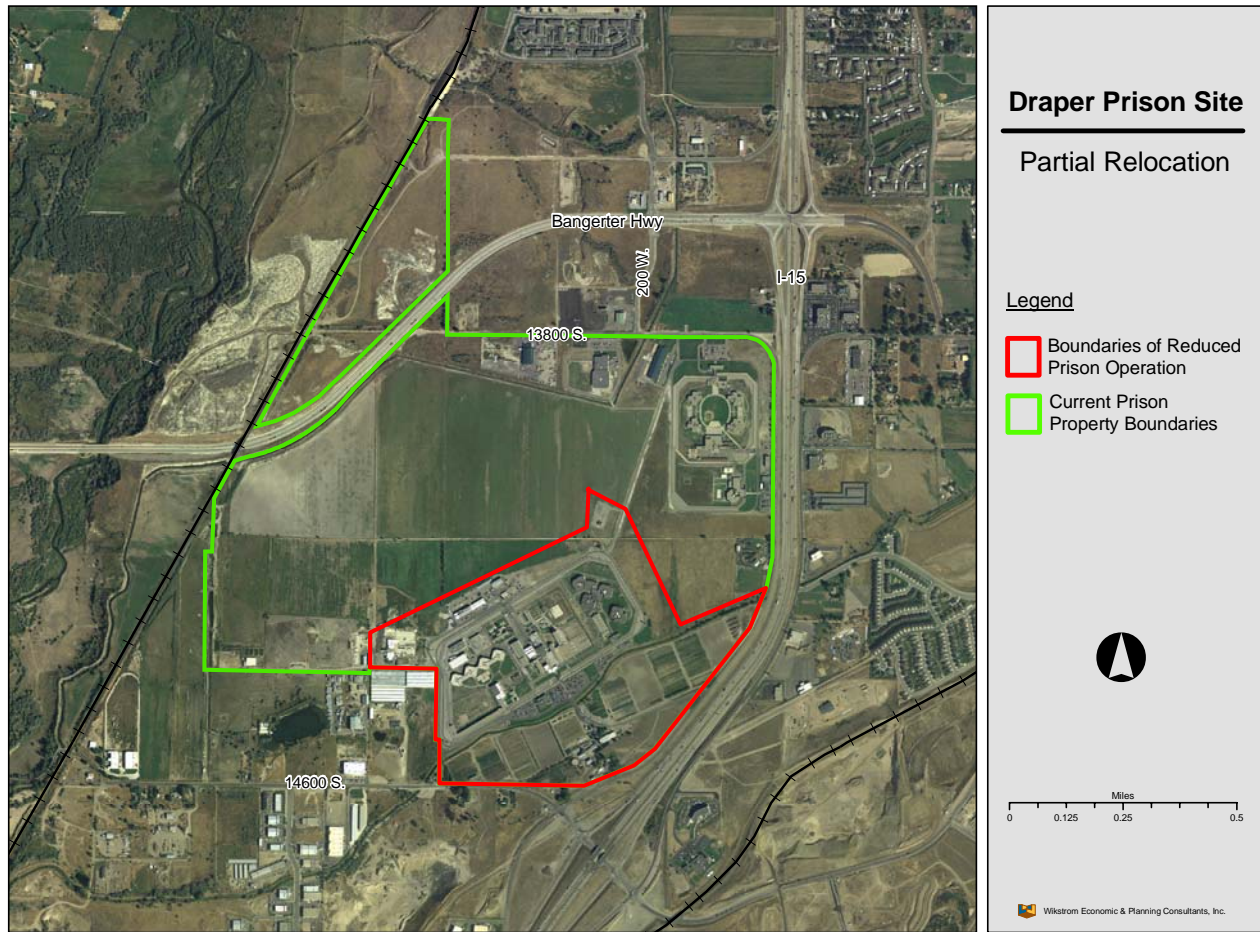 Bangerter Hwy
200 W.
I-15
13800 S.
14600 S.
Draper Prison Site
Partial Relocation
Legend
Boundaries of Reduced
Prison Operation
Current Prison
Property Boundaries
Miles
0 0.125 0.25 0.5
Wikstrom Economic & Planning Consultants, Inc.